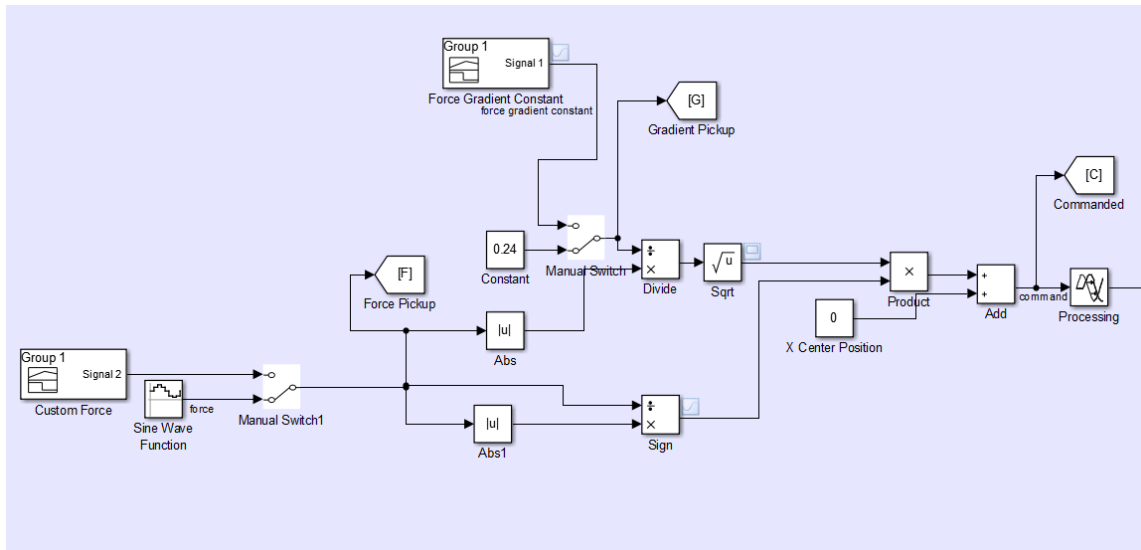 Group 1
Signal 1
Force Gradient Constant
force gradient constant
[G]
Gradient Pickup
[C]
Commanded
0.24
Constant
Manual Switch
÷
×
Divide
√u
Sqrt
×
Product
+
+
Add
command
Processing
[F]
Force Pickup
0
X Center Position
|u|
Abs
Group 1
Signal 2
Custom Force
force
Sine Wave
Function
Manual Switch1
|u|
Abs1
÷
×
Sign